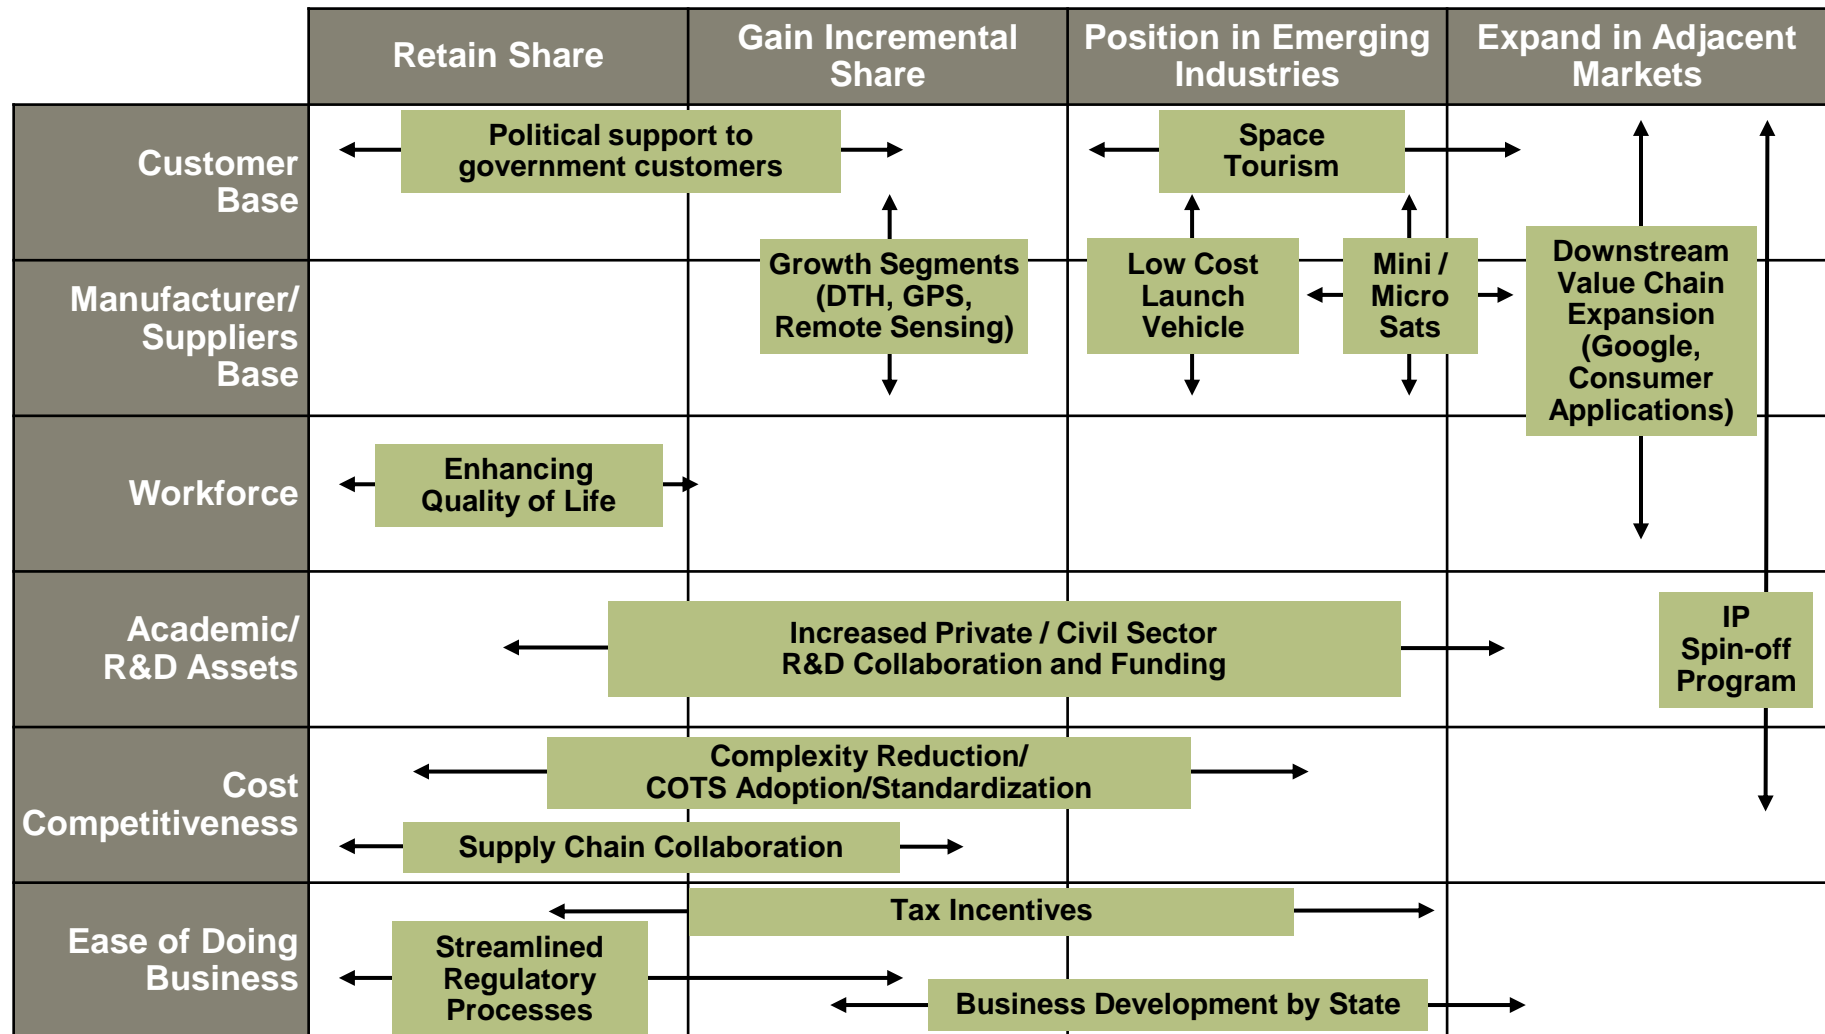 Retain Share
Gain Incremental
Share
Position in Emerging
Industries
Expand in Adjacent
Markets
Customer
Base
Political support to
government customers
Space
Tourism
Manufacturer/
Suppliers
Base
Growth Segments
(DTH, GPS,
Remote Sensing)
Low Cost
Launch
Vehicle
Mini /
Micro
Sats
Downstream
Value Chain
Expansion
(Google,
Consumer
Applications)
Workforce
Enhancing
Quality of Life
Academic/
R&D Assets
Increased Private / Civil Sector
R&D Collaboration and Funding
IP
Spin-off
Program
Cost
Competitiveness
Complexity Reduction/
COTS Adoption/Standardization
Supply Chain Collaboration
Ease of Doing
Business
Tax Incentives
Streamlined
Regulatory
Processes
Business Development by State